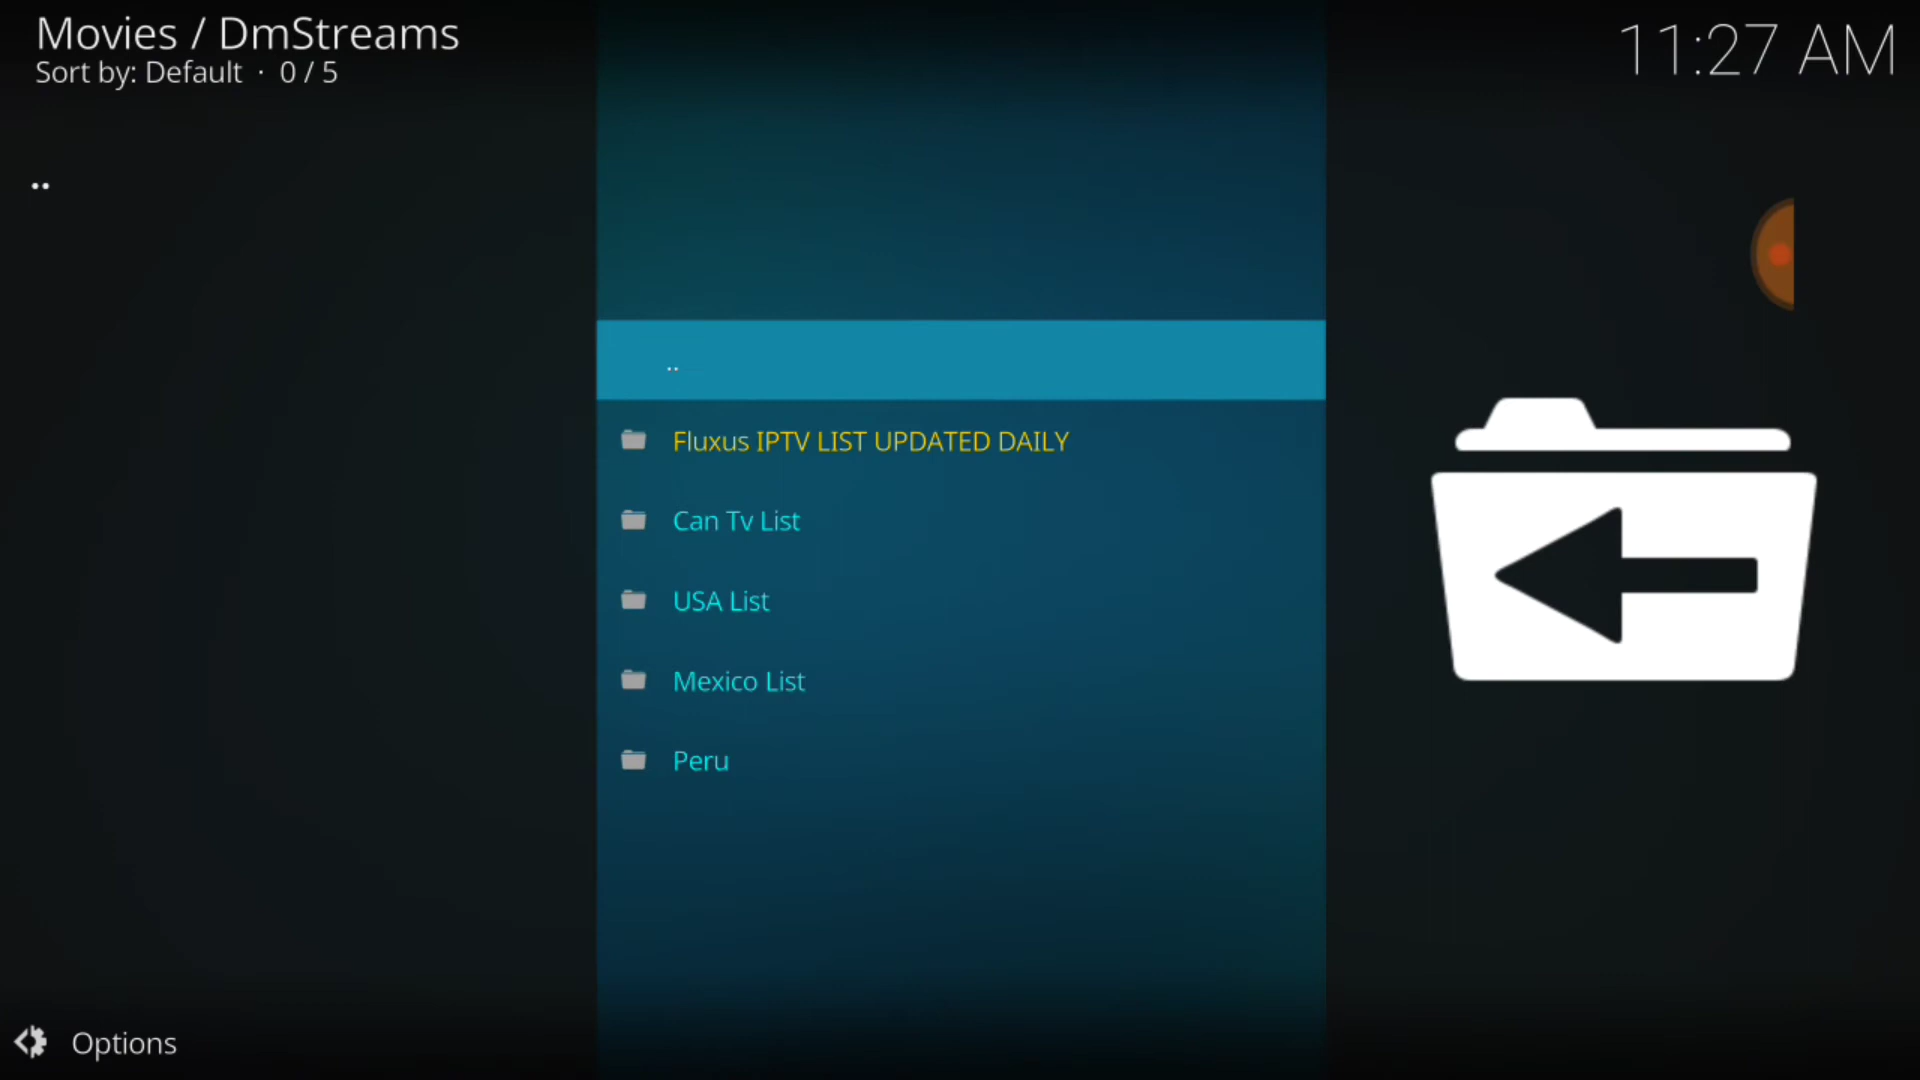 Movies / DmStreams
Sort by: Default · 0 / 5
11:27 AM
..
..
Fluxus IPTV LIST UPDATED DAILY
Can Tv List
USA List
Mexico List
Peru
Options